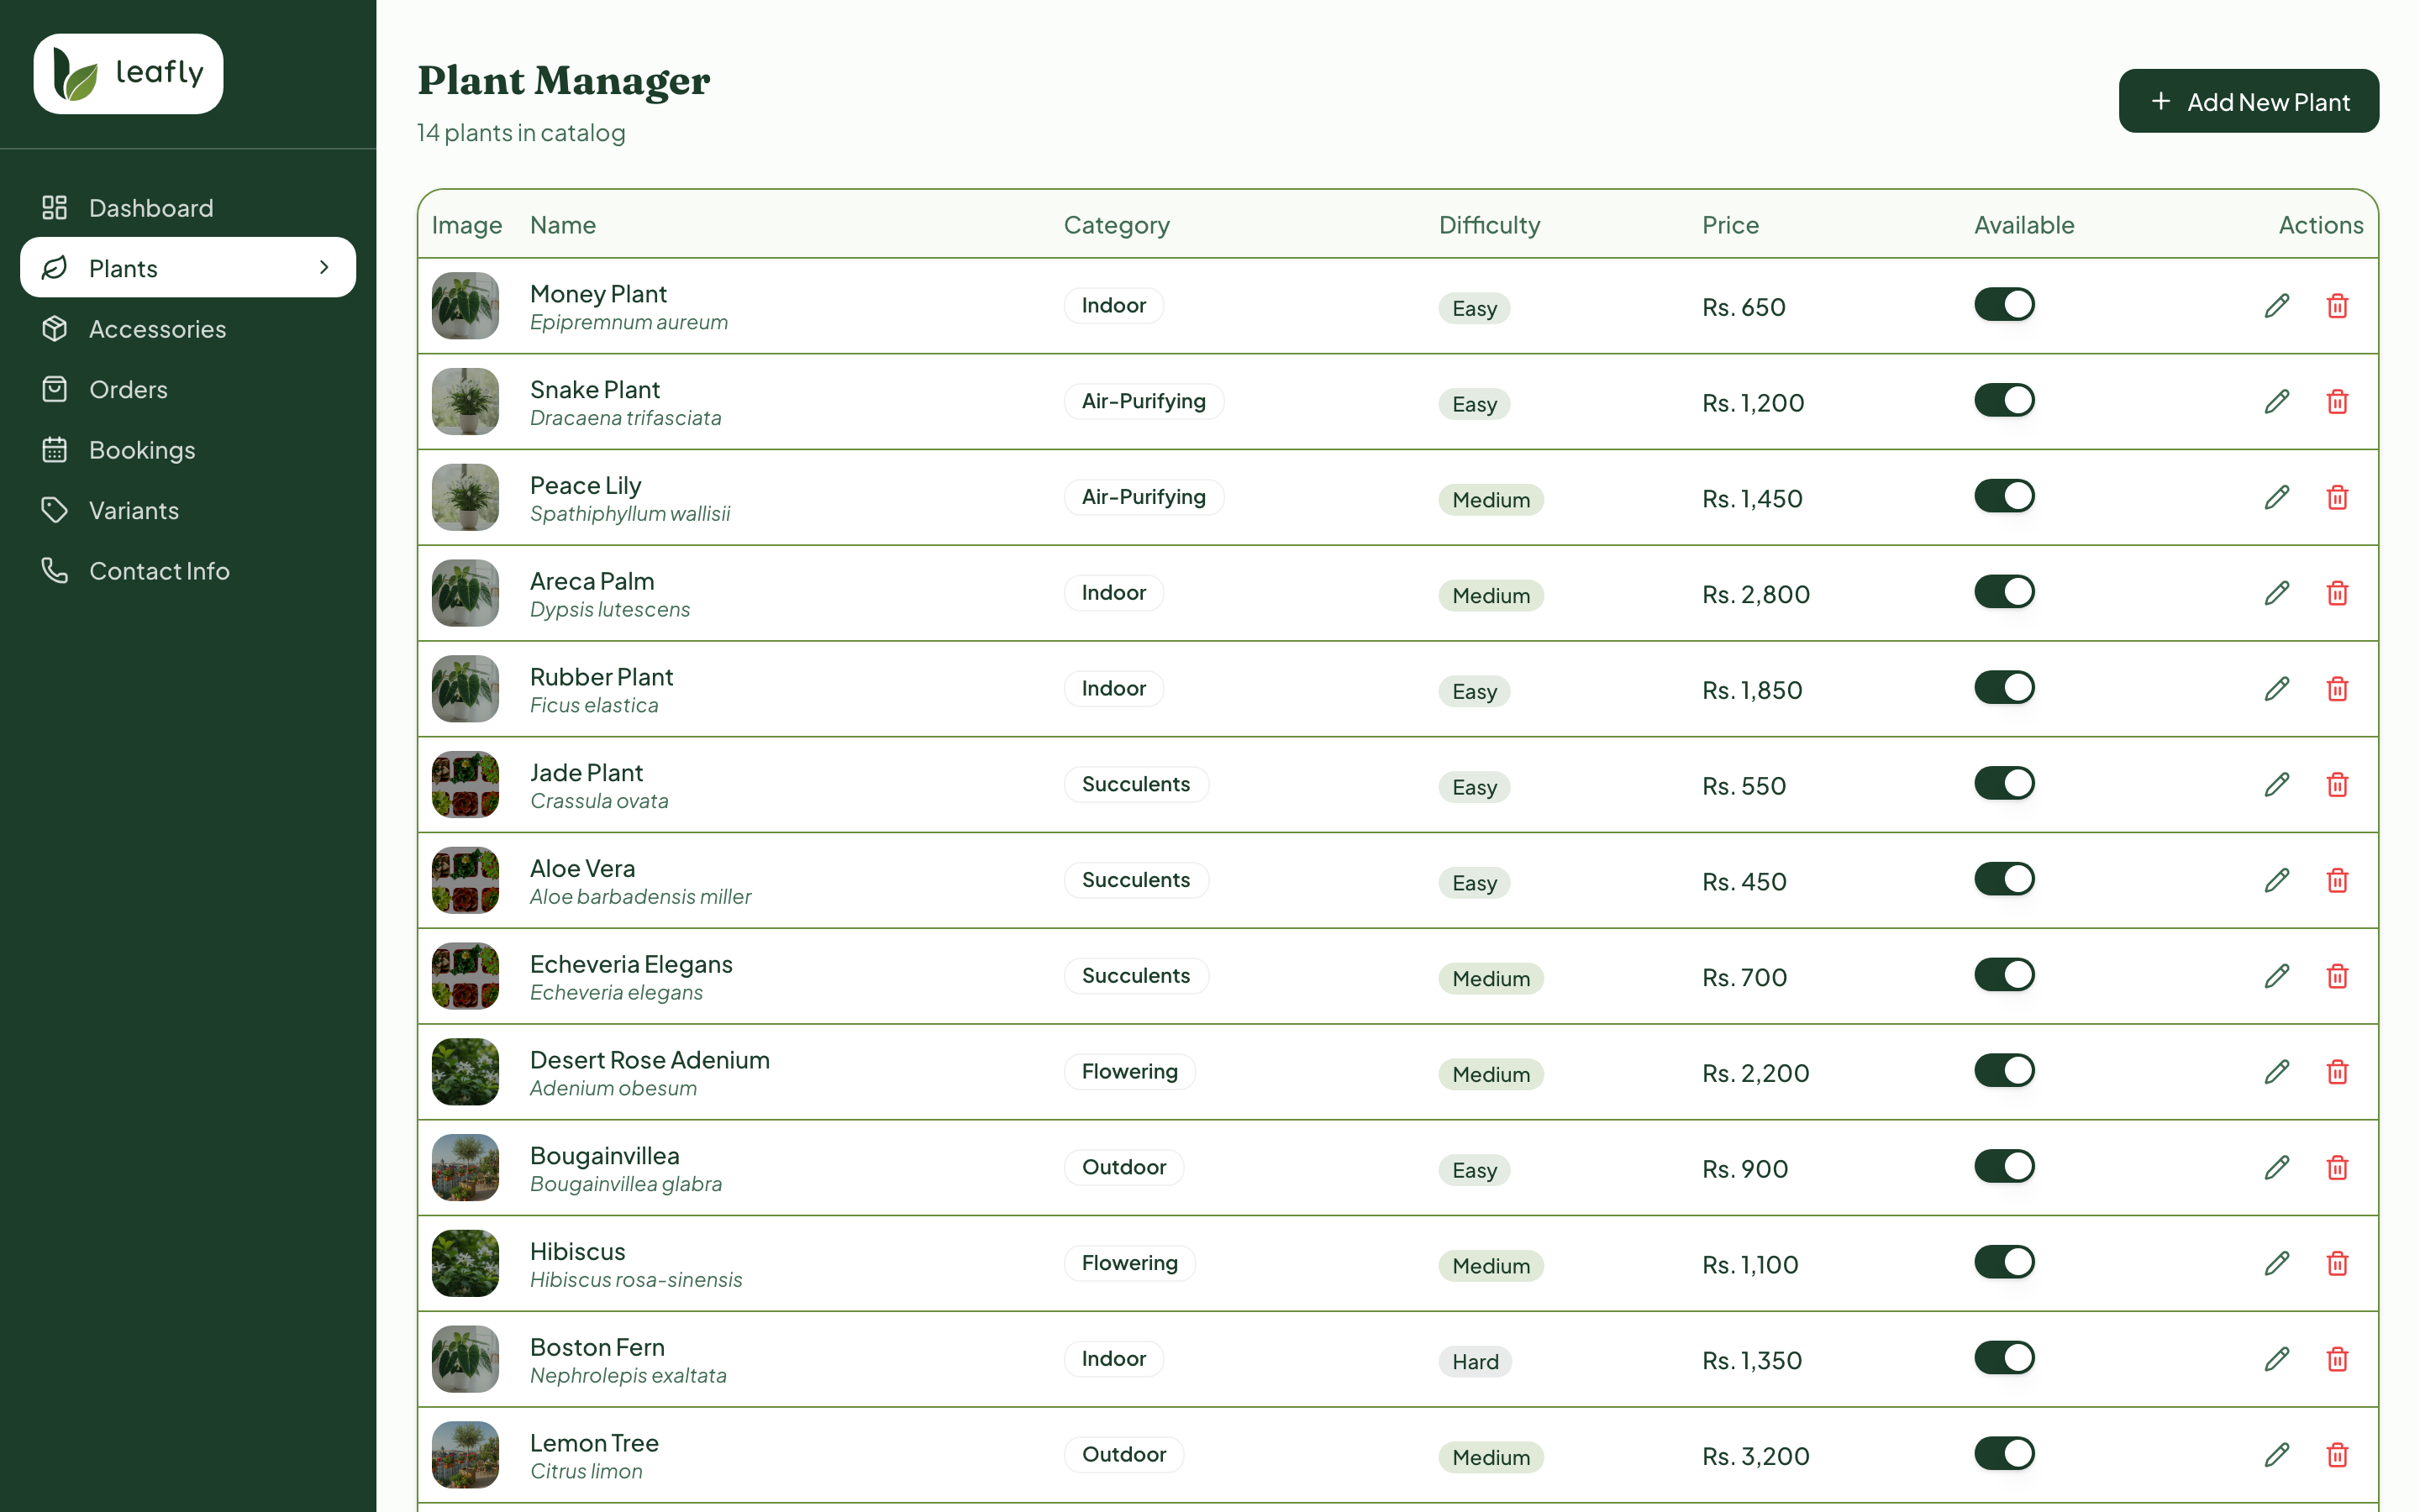 leafly
Dashboard
Plants
Accessories
Orders
Bookings
Variants
Contact Info
Plant Manager
14 plants in catalog
Add New Plant
Image Name Category Difficulty Price Available Actions
Money Plant
Epipremnum aureum
Indoor Easy Rs. 650
Snake Plant
Dracaena trifasciata
Air-Purifying Easy Rs. 1,200
Peace Lily
Spathiphyllum wallisii
Air-Purifying Medium Rs. 1,450
Areca Palm
Dypsis lutescens
Indoor Medium Rs. 2,800
Rubber Plant
Ficus elastica
Indoor Easy Rs. 1,850
Jade Plant
Crassula ovata
Succulents Easy Rs. 550
Aloe Vera
Aloe barbadensis miller
Succulents Easy Rs. 450
Echeveria Elegans
Echeveria elegans
Succulents Medium Rs. 700
Desert Rose Adenium
Adenium obesum
Flowering Medium Rs. 2,200
Bougainvillea
Bougainvillea glabra
Outdoor Easy Rs. 900
Hibiscus
Hibiscus rosa-sinensis
Flowering Medium Rs. 1,100
Boston Fern
Nephrolepis exaltata
Indoor Hard Rs. 1,350
Lemon Tree
Citrus limon
Outdoor Medium Rs. 3,200